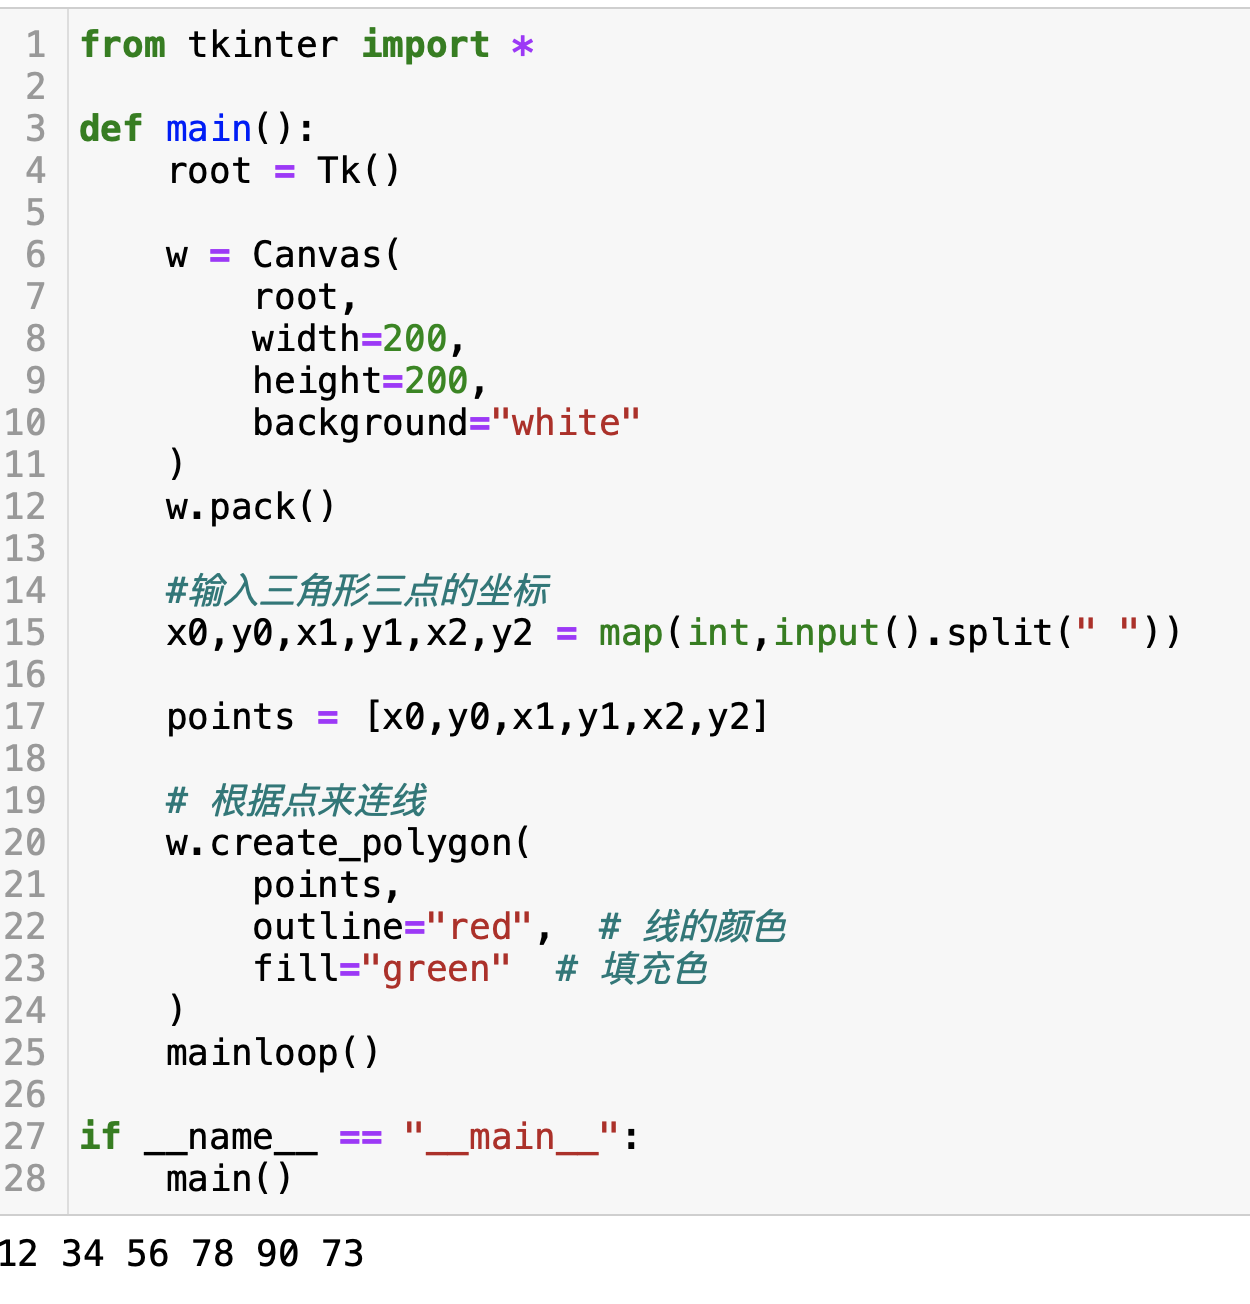 1 from tkinter import *
2
3 def main():
4     root = Tk()
5
6     w = Canvas(
7         root,
8         width=200,
9         height=200,
10         background="white"
11     )
12     w.pack()
13
14     #输入三角形三点的坐标
15     x0,y0,x1,y1,x2,y2 = map(int,input().split(" "))
16
17     points = [x0,y0,x1,y1,x2,y2]
18
19     # 根据点来连线
20     w.create_polygon(
21         points,
22         outline="red",  # 线的颜色
23         fill="green"  # 填充色
24     )
25     mainloop()
26
27 if __name__ == "__main__":
28     main()
12 34 56 78 90 73